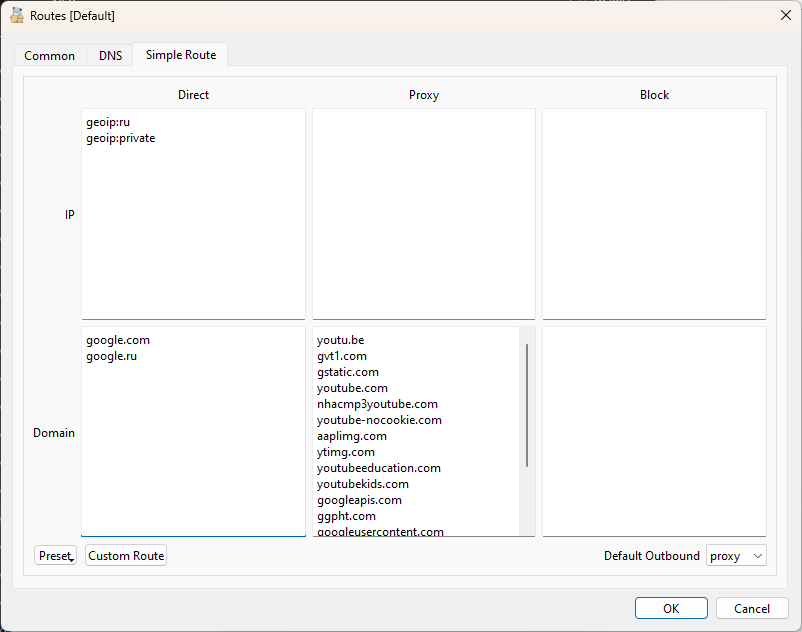 Routes [Default]
Common DNS Simple Route
Direct Proxy Block
IP
geoip:ru
geoip:private
Domain
google.com
google.ru
youtu.be
gvt1.com
gstatic.com
youtube.com
nhacmp3youtube.com
youtube-nocookie.com
aaplimg.com
ytimg.com
youtubeeducation.com
youtubekids.com
googleapis.com
ggpht.com
googleusercontent.com
Preset Custom Route Default Outbound proxy
OK Cancel